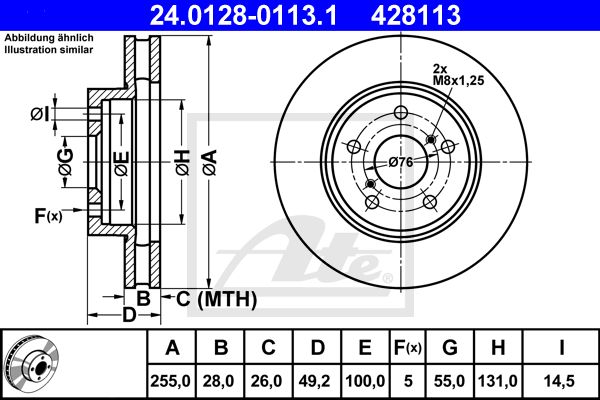 24.0128-0113.1 428113
Abbildung ähnlich
Illustration similar
2x
M8x1,25
ØI
ØG
ØE
ØH
ØA
Ø76
F(x)
B
C (MTH)
D
Ate
A B C D E F(x) G H I
255,0 28,0 26,0 49,2 100,0 5 55,0 131,0 14,5